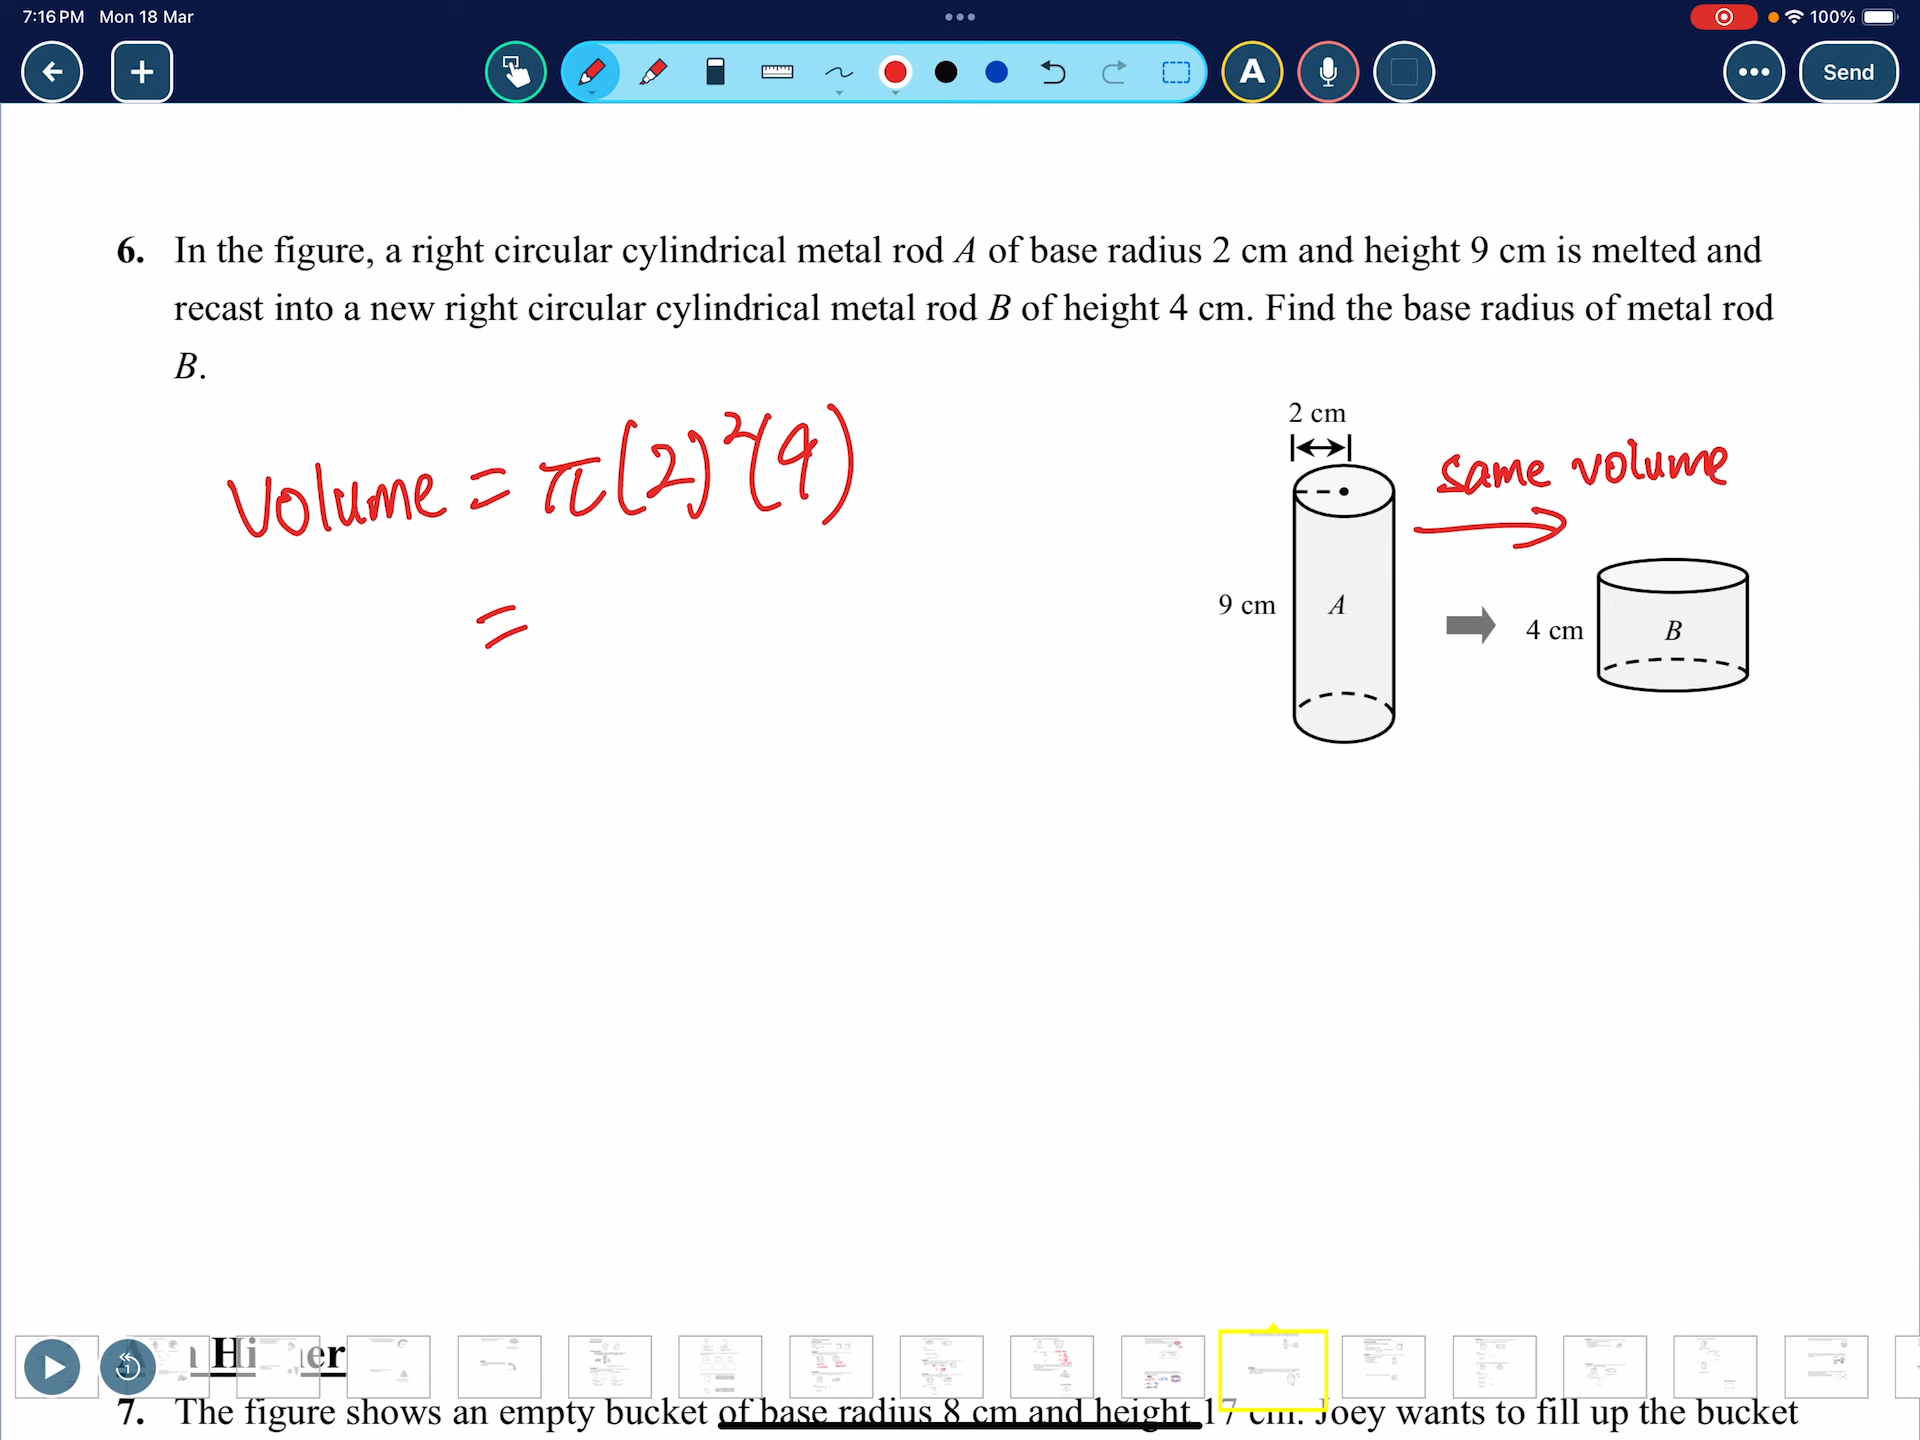 7:16 PM Mon 18 Mar
100%
A
Send
6. In the figure, a right circular cylindrical metal rod A of base radius 2 cm and height 9 cm is melted and
recast into a new right circular cylindrical metal rod B of height 4 cm. Find the base radius of metal rod
B.
Volume = π(2)²(9)
=
2 cm
same volume
9 cm
A
4 cm
B
7. The figure shows an empty bucket of base radius 8 cm and height 17 cm. Joey wants to fill up the bucket